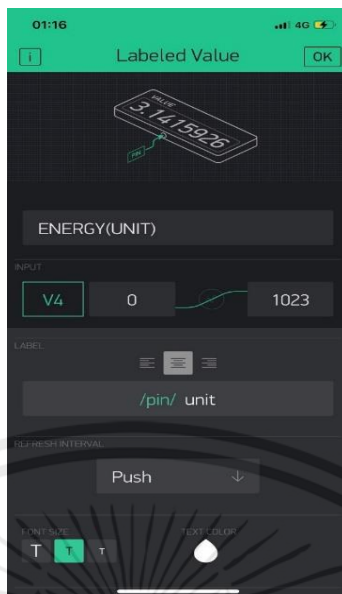 01:16 4G
i Labeled Value OK
VALUE
3.1415926
PIN
ENERGY(UNIT)
INPUT
V4 0 1023
LABEL
/pin/ unit
REFRESH INTERVAL
Push
FONT SIZE TEXT COLOR
T T T